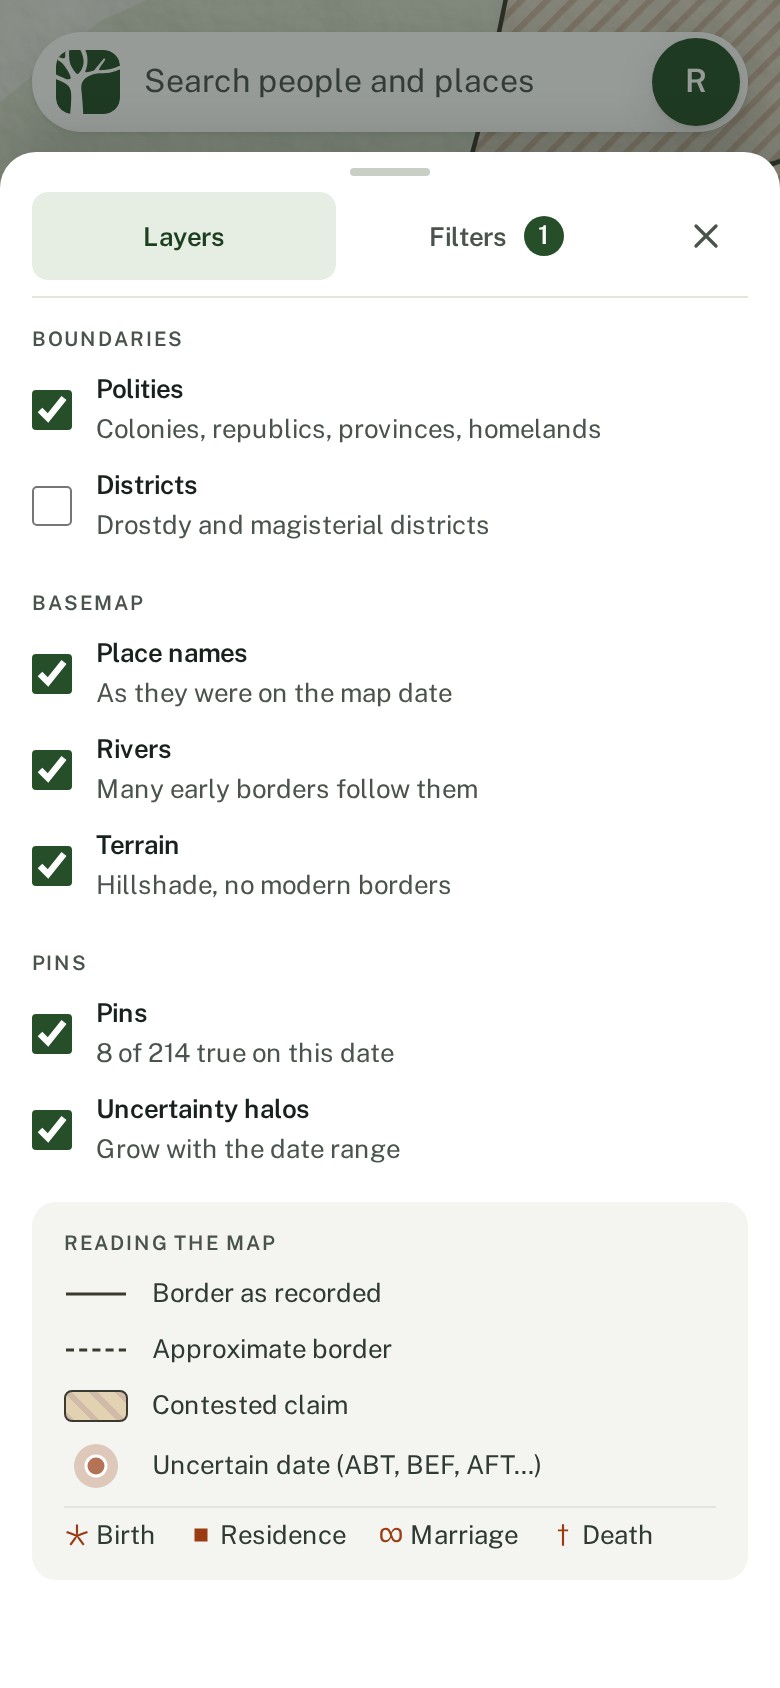 Search people and places
R
Layers
Filters 1
BOUNDARIES
Polities
Colonies, republics, provinces, homelands
Districts
Drostdy and magisterial districts
BASEMAP
Place names
As they were on the map date
Rivers
Many early borders follow them
Terrain
Hillshade, no modern borders
PINS
Pins
8 of 214 true on this date
Uncertainty halos
Grow with the date range
READING THE MAP
Border as recorded
Approximate border
Contested claim
Uncertain date (ABT, BEF, AFT…)
Birth Residence Marriage Death